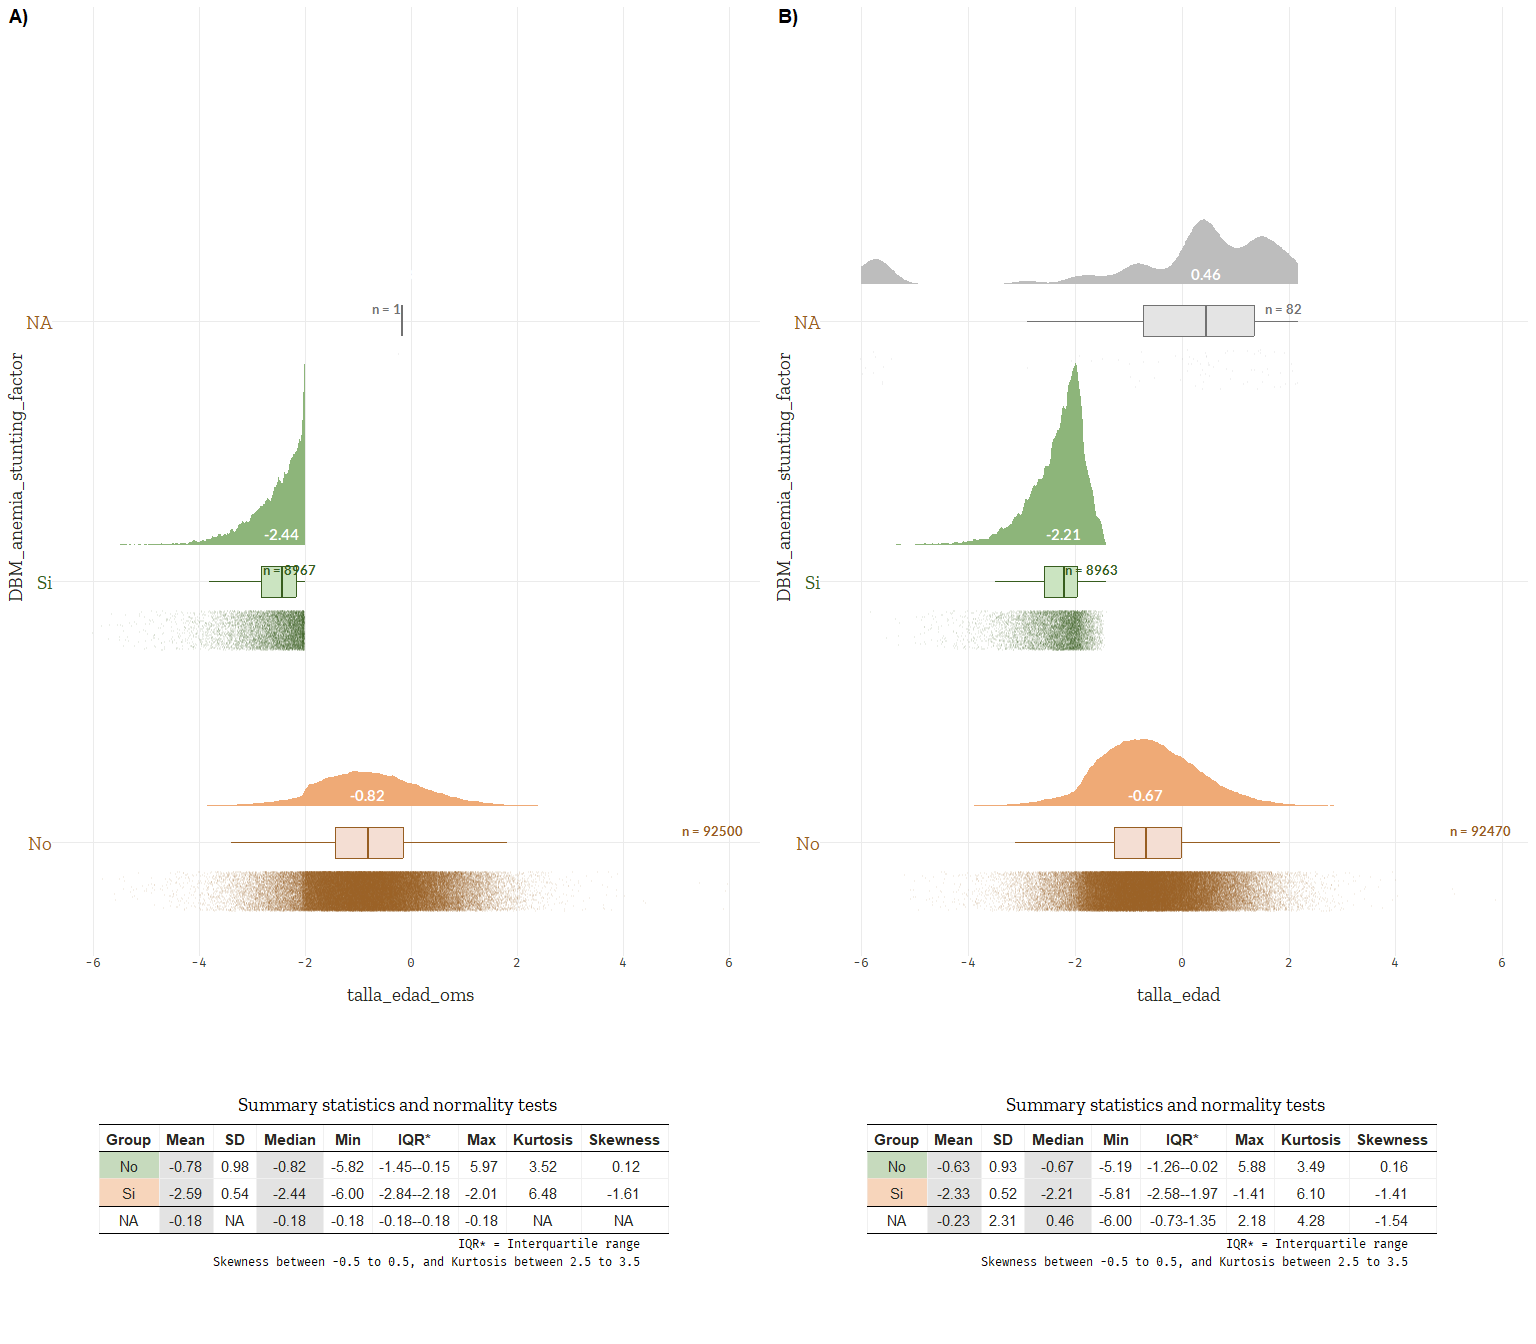 A)
NA
n = 1
DBM_anemia_stunting_factor
-2.44
Si
n = 8967
-0.82
No
n = 92500
-6 -4 -2 0 2 4 6
talla_edad_oms
Summary statistics and normality tests
Group Mean SD Median Min IQR* Max Kurtosis Skewness
No -0.78 0.98 -0.82 -5.82 -1.45--0.15 5.97 3.52 0.12
Si -2.59 0.54 -2.44 -6.00 -2.84--2.18 -2.01 6.48 -1.61
NA -0.18 NA -0.18 -0.18 -0.18--0.18 -0.18 NA NA
IQR* = Interquartile range
Skewness between -0.5 to 0.5, and Kurtosis between 2.5 to 3.5
B)
0.46
NA
n = 82
DBM_anemia_stunting_factor
-2.21
Si
n = 8963
-0.67
No
n = 92470
-6 -4 -2 0 2 4 6
talla_edad
Summary statistics and normality tests
Group Mean SD Median Min IQR* Max Kurtosis Skewness
No -0.63 0.93 -0.67 -5.19 -1.26--0.02 5.88 3.49 0.16
Si -2.33 0.52 -2.21 -5.81 -2.58--1.97 -1.41 6.10 -1.41
NA -0.23 2.31 0.46 -6.00 -0.73-1.35 2.18 4.28 -1.54
IQR* = Interquartile range
Skewness between -0.5 to 0.5, and Kurtosis between 2.5 to 3.5